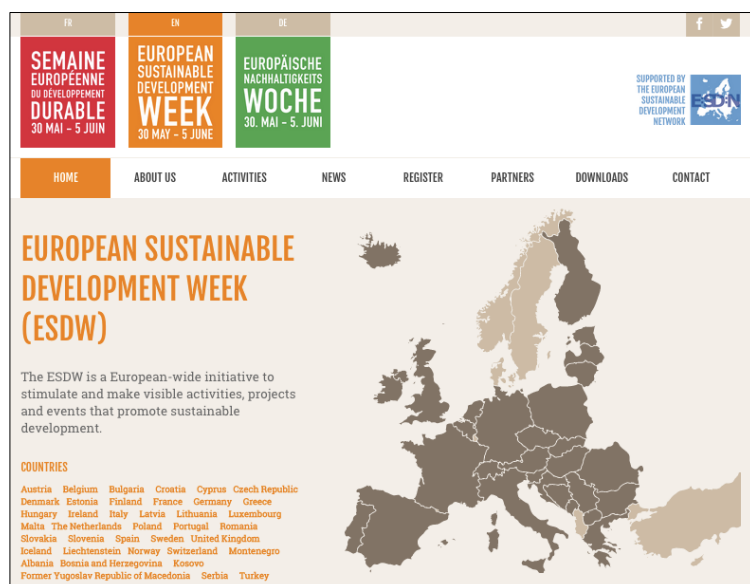 FR
EN
DE
SEMAINE
EUROPÉENNE
DU DÉVELOPPEMENT
DURABLE
30 MAI – 5 JUIN
EUROPEAN
SUSTAINABLE
DEVELOPMENT
WEEK
30 MAY – 5 JUNE
EUROPÄISCHE
NACHHALTIGKEITS
WOCHE
30. MAI – 5. JUNI
SUPPORTED BY
THE EUROPEAN
SUSTAINABLE
DEVELOPMENT
NETWORK
ESDN
HOME
ABOUT US
ACTIVITIES
NEWS
REGISTER
PARTNERS
DOWNLOADS
CONTACT
EUROPEAN SUSTAINABLE
DEVELOPMENT WEEK
(ESDW)
The ESDW is a European-wide initiative to
stimulate and make visible activities, projects
and events that promote sustainable
development.
COUNTRIES
Austria Belgium Bulgaria Croatia Cyprus Czech Republic
Denmark Estonia Finland France Germany Greece
Hungary Ireland Italy Latvia Lithuania Luxembourg
Malta The Netherlands Poland Portugal Romania
Slovakia Slovenia Spain Sweden United Kingdom
Iceland Liechtenstein Norway Switzerland Montenegro
Albania Bosnia and Herzegovina Kosovo
Former Yugoslav Republic of Macedonia Serbia Turkey